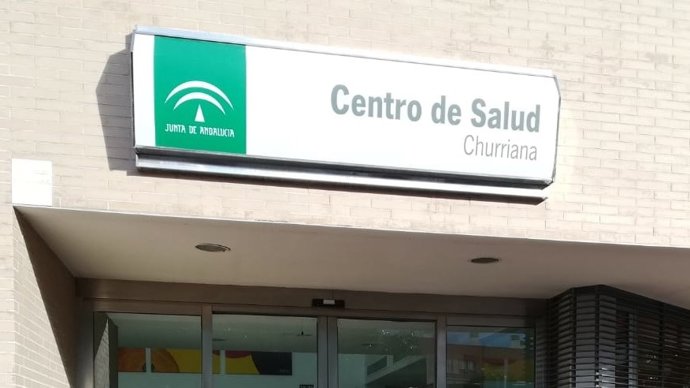 JUNTA DE ANDALUCIA
Centro de Salud
Churriana